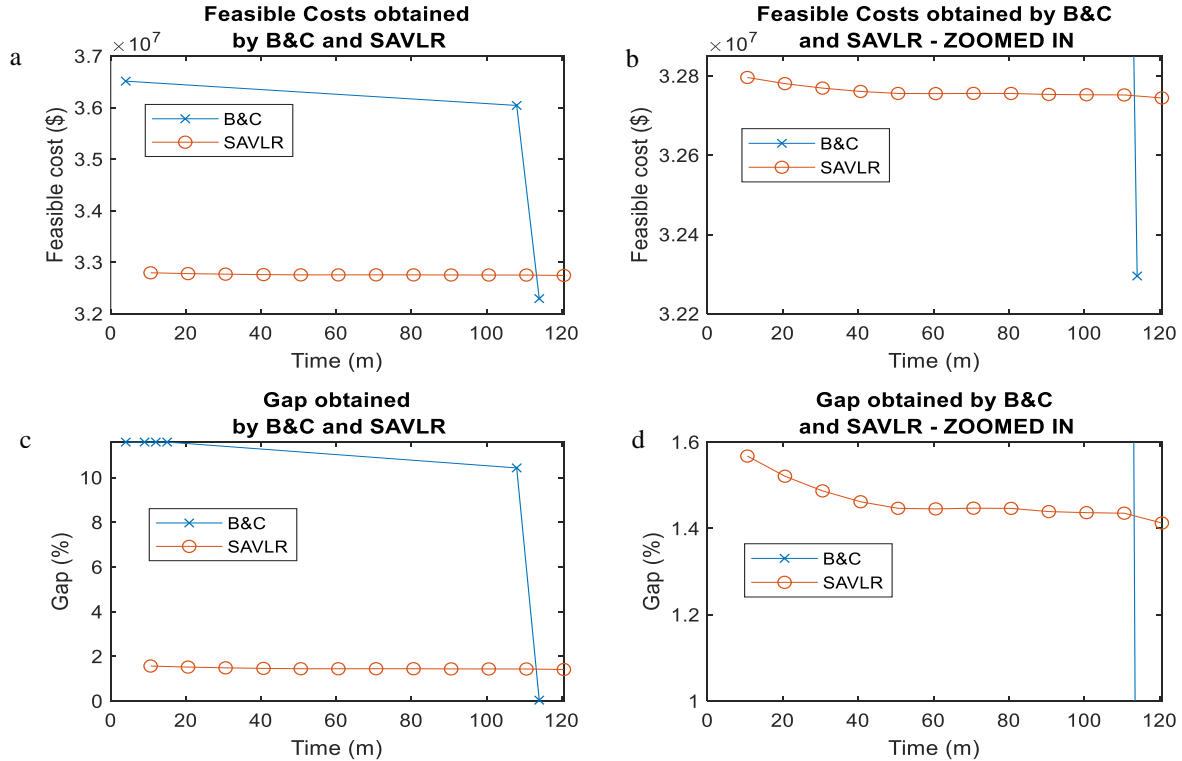 a
Feasible Costs obtained
by B&C and SAVLR
×10⁷
3.7
3.6
3.5
3.4
3.3
3.2
Feasible cost ($)
B&C
SAVLR
0 20 40 60 80 100 120
Time (m)
b
Feasible Costs obtained by B&C
and SAVLR - ZOOMED IN
×10⁷
3.28
3.26
3.24
3.22
Feasible cost ($)
B&C
SAVLR
0 20 40 60 80 100 120
Time (m)
c
Gap obtained
by B&C and SAVLR
10
8
6
4
2
0
Gap (%)
B&C
SAVLR
0 20 40 60 80 100 120
Time (m)
d
Gap obtained by B&C
and SAVLR - ZOOMED IN
1.6
1.4
1.2
1
Gap (%)
B&C
SAVLR
0 20 40 60 80 100 120
Time (m)